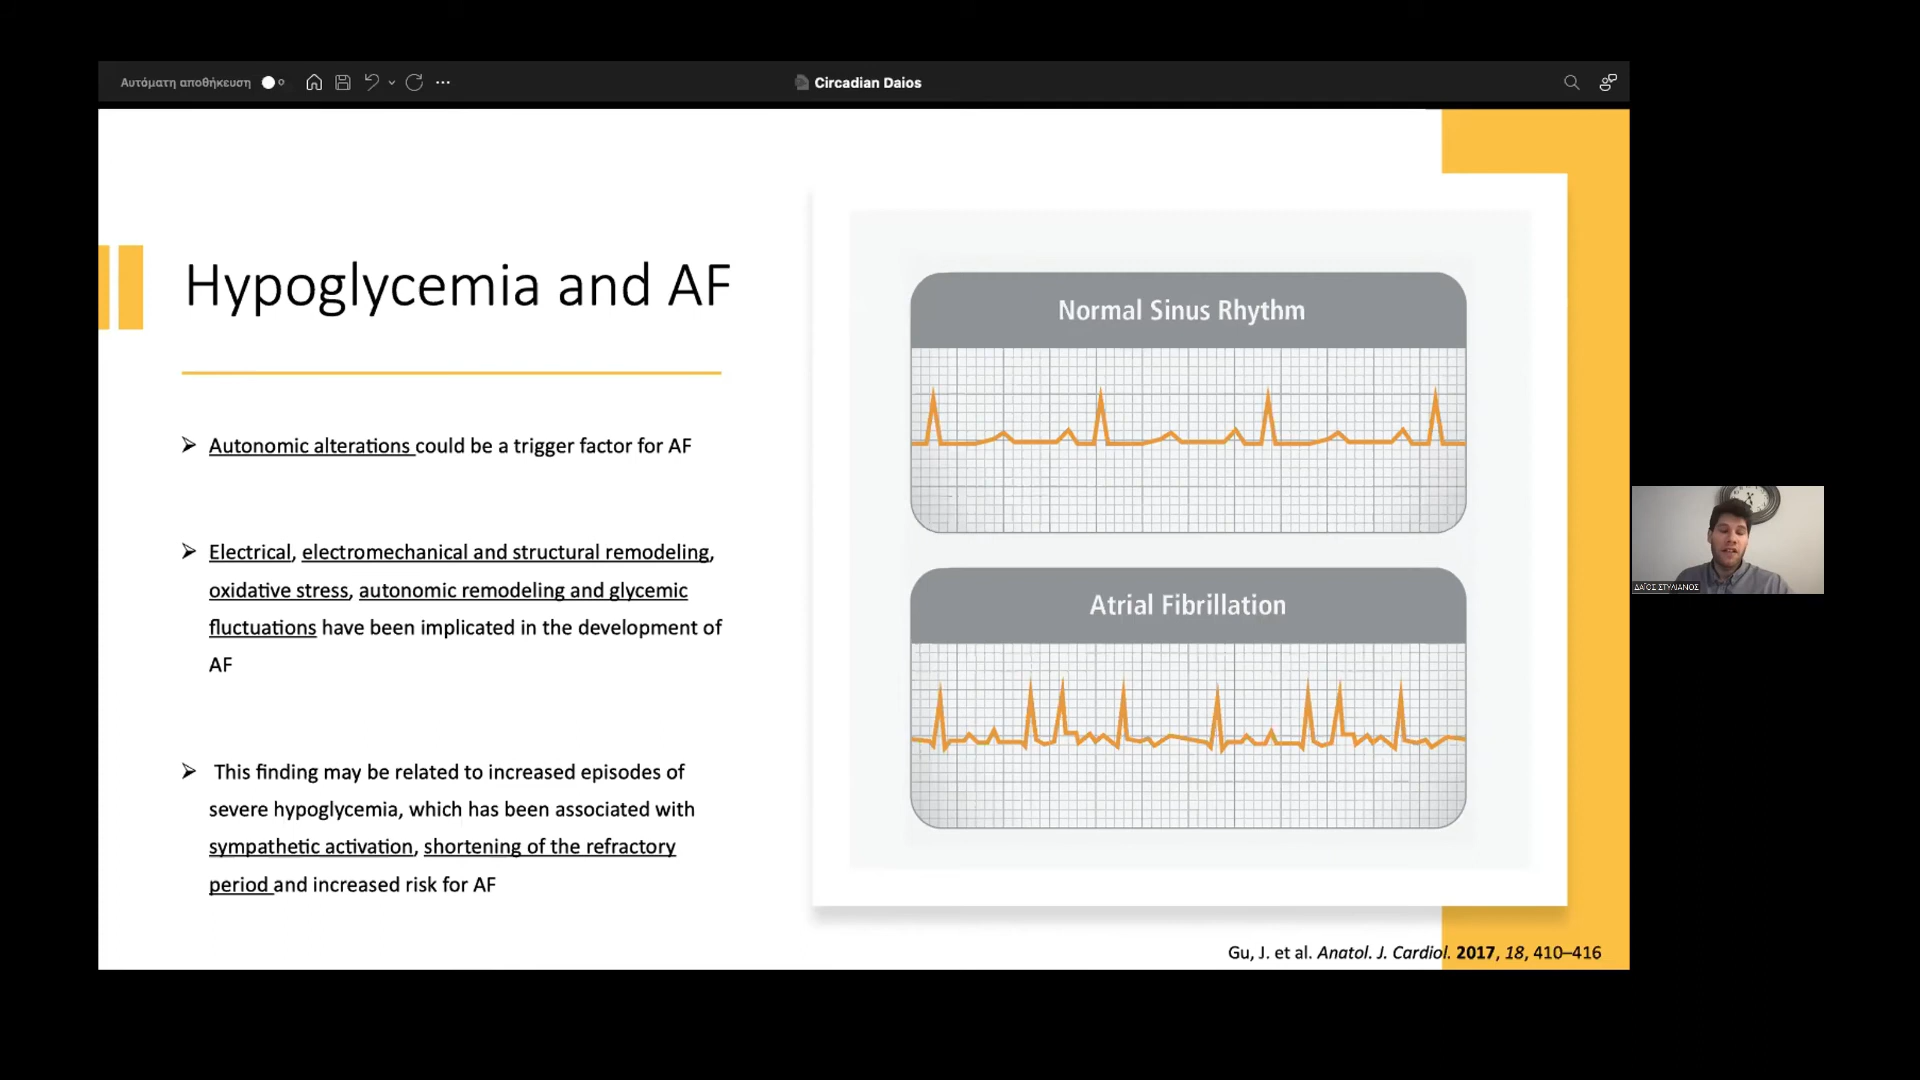 Αυτόματη αποθήκευση
Circadian Daios
Hypoglycemia and AF
➢ Autonomic alterations could be a trigger factor for AF
➢ Electrical, electromechanical and structural remodeling,
oxidative stress, autonomic remodeling and glycemic
fluctuations have been implicated in the development of
AF
➢ This finding may be related to increased episodes of
severe hypoglycemia, which has been associated with
sympathetic activation, shortening of the refractory
period and increased risk for AF
Normal Sinus Rhythm
Atrial Fibrillation
Gu, J. et al. Anatol. J. Cardiol. 2017, 18, 410–416
ΔΑΪΟΣ ΣΤΥΛΙΑΝΟΣ